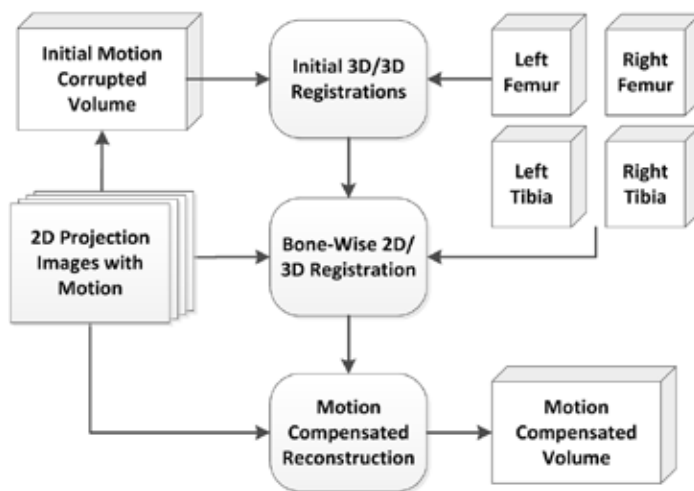 Initial Motion
Corrupted
Volume
Initial 3D/3D
Registrations
Left
Femur
Right
Femur
Left
Tibia
Right
Tibia
2D Projection
Images with
Motion
Bone-Wise 2D/
3D Registration
Motion
Compensated
Reconstruction
Motion
Compensated
Volume